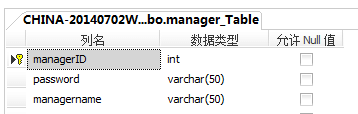 CHINA-20140702W...bo.manager_Table
列名 数据类型 允许 Null 值
managerID int
password varchar(50)
managername varchar(50)